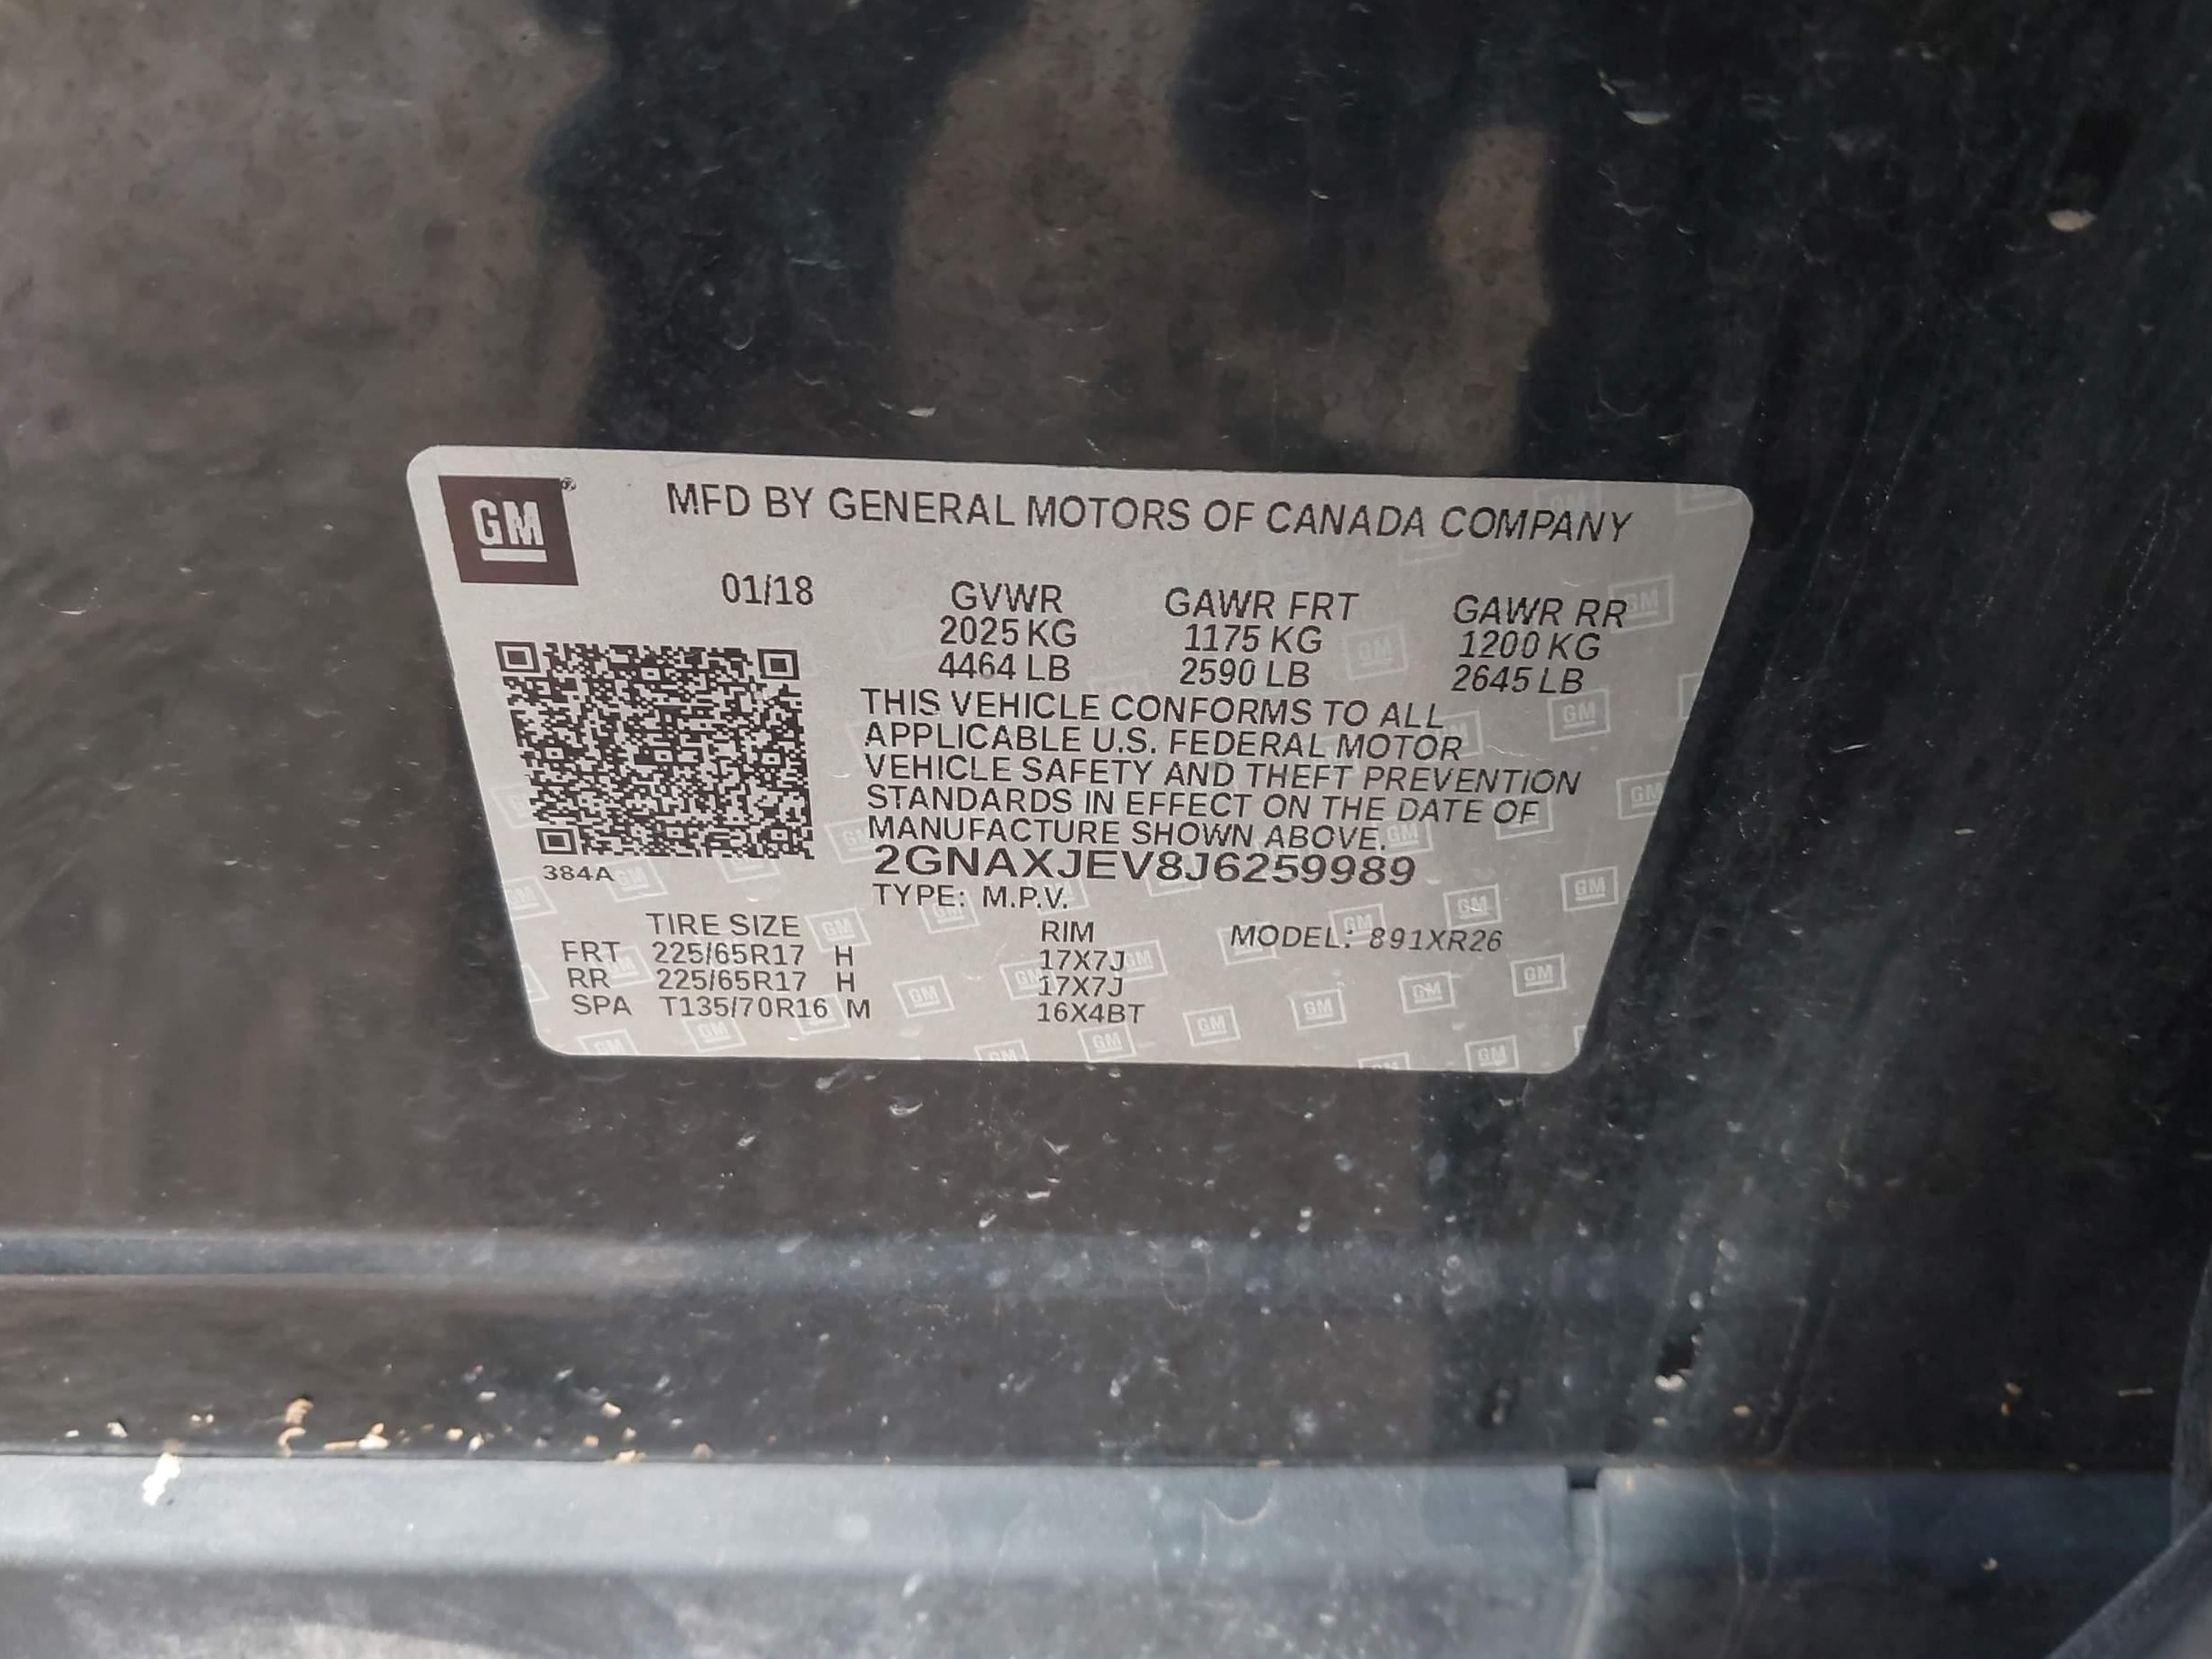 GM®
MFD BY GENERAL MOTORS OF CANADA COMPANY
01/18
GVWR GAWR FRT GAWR RR
2025 KG 1175 KG 1200 KG
4464 LB 2590 LB 2645 LB
THIS VEHICLE CONFORMS TO ALL
APPLICABLE U.S. FEDERAL MOTOR
VEHICLE SAFETY AND THEFT PREVENTION
STANDARDS IN EFFECT ON THE DATE OF
MANUFACTURE SHOWN ABOVE.
2GNAXJEV8J6259989
384A
TYPE: M.P.V.
TIRE SIZE RIM MODEL: 891XR26
FRT 225/65R17 H 17X7J
RR 225/65R17 H 17X7J
SPA T135/70R16 M 16X4BT